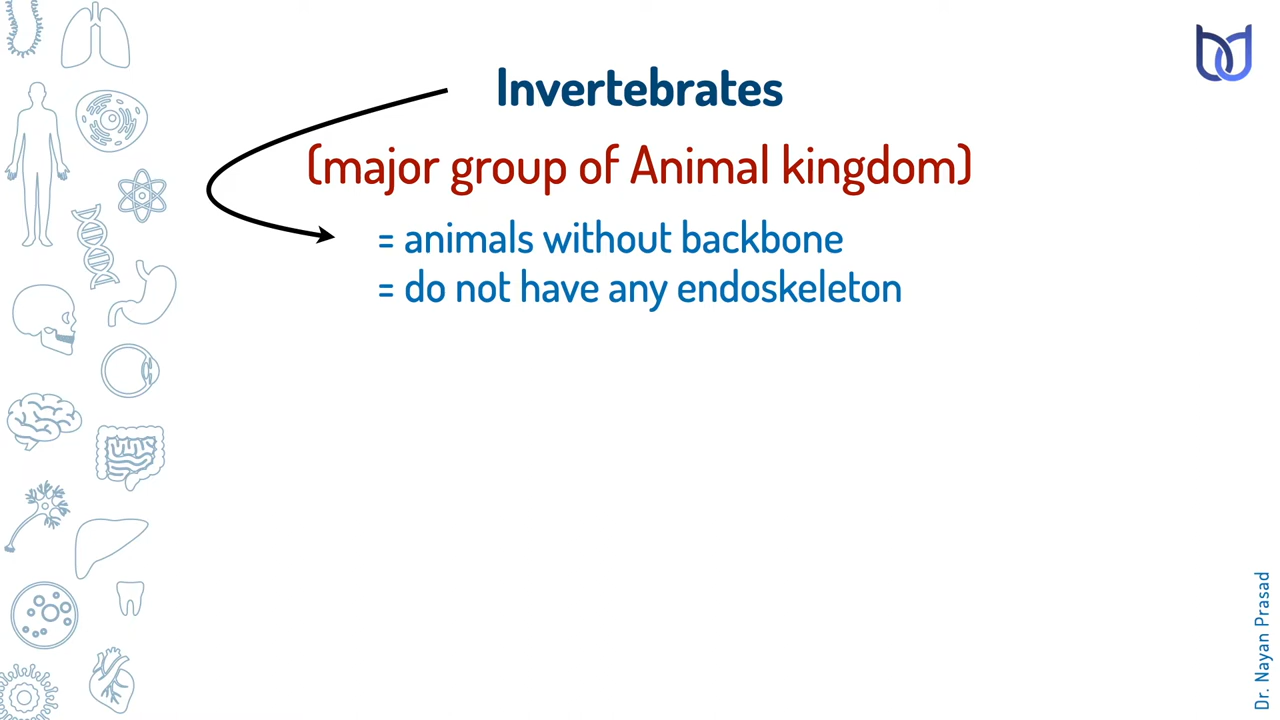 Invertebrates
(major group of Animal kingdom)
= animals without backbone
= do not have any endoskeleton
Dr. Nayan Prasad